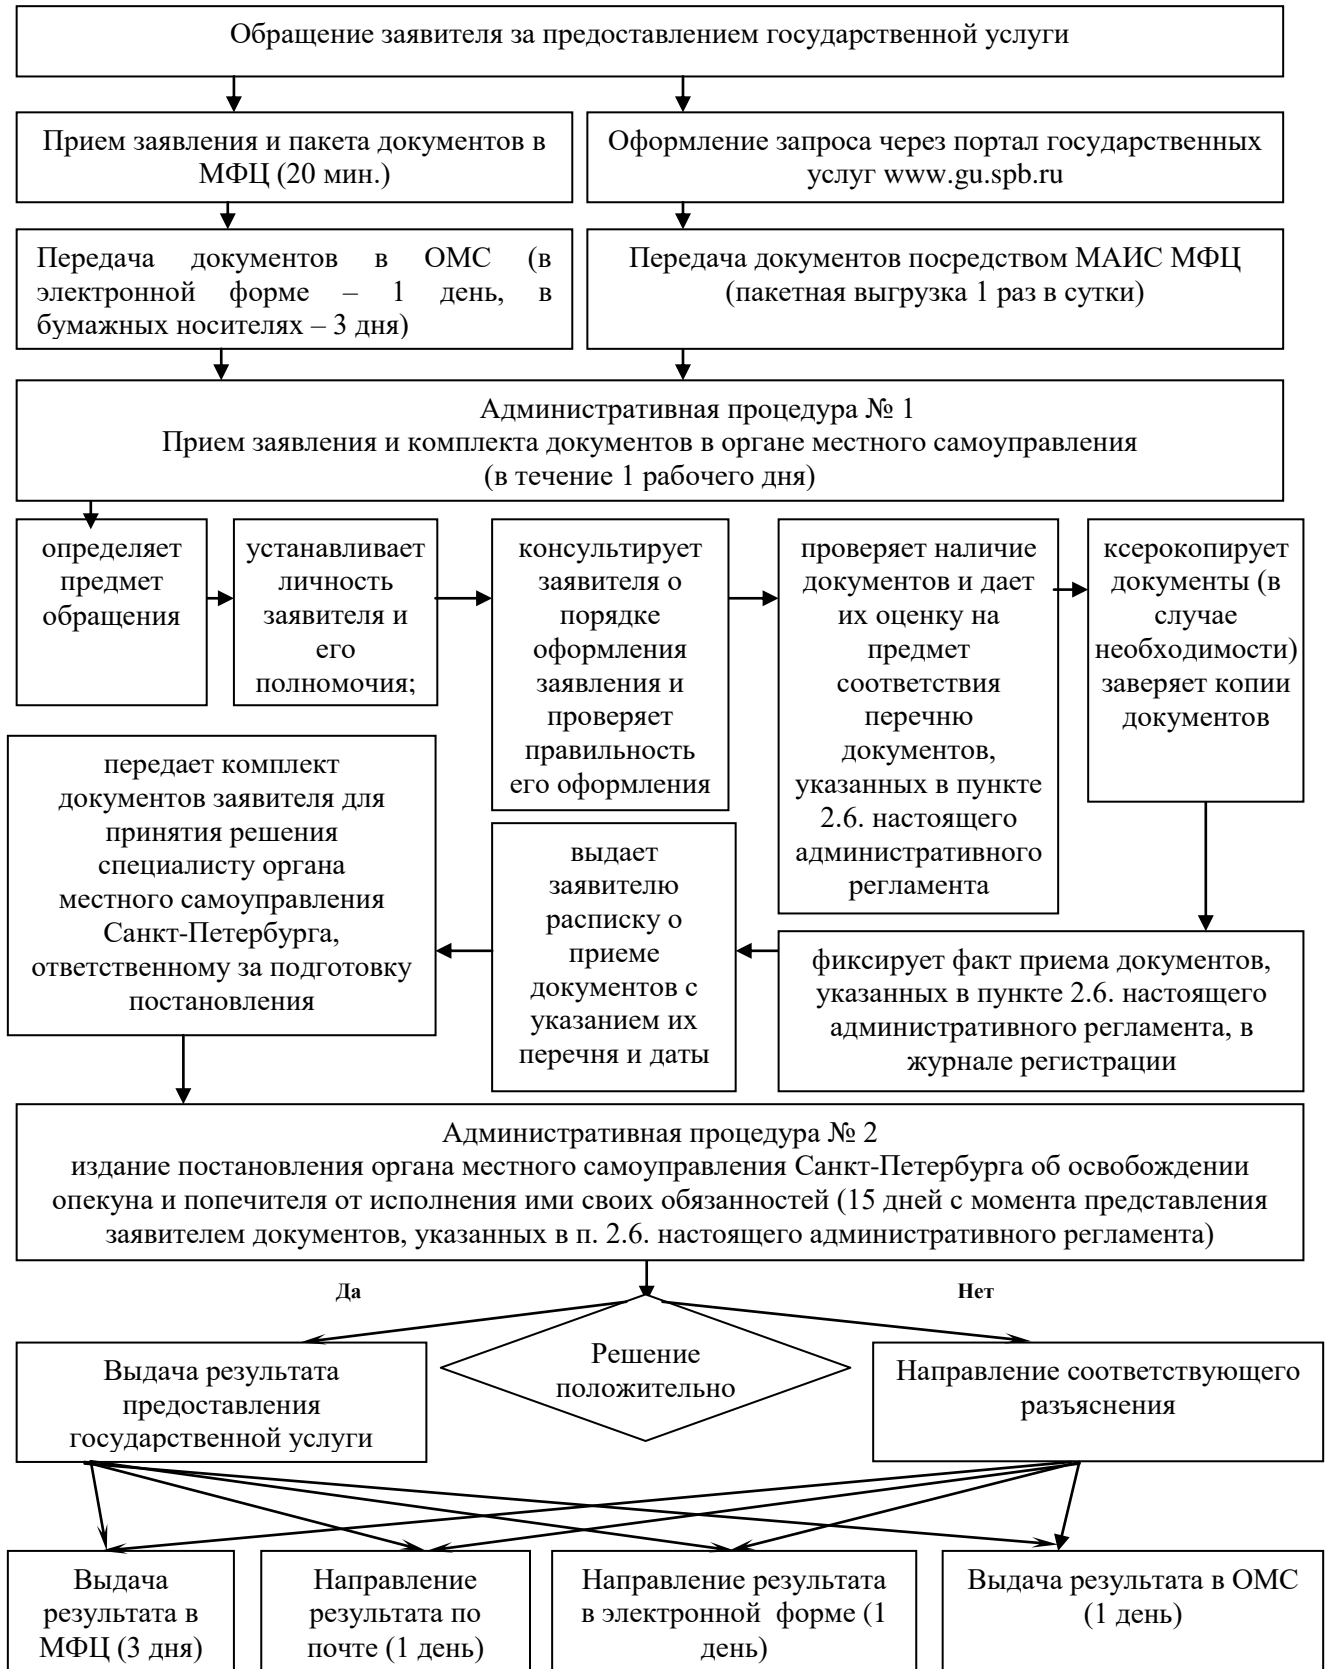 Обращение заявителя за предоставлением государственной услуги
Прием заявления и пакета документов в
МФЦ (20 мин.)
Оформление запроса через портал государственных
услуг www.gu.spb.ru
Передача документов в ОМС (в
электронной форме – 1 день, в
бумажных носителях – 3 дня)
Передача документов посредством МАИС МФЦ
(пакетная выгрузка 1 раз в сутки)
Административная процедура № 1
Прием заявления и комплекта документов в органе местного самоуправления
(в течение 1 рабочего дня)
определяет
предмет
обращения
устанавливает
личность
заявителя и
его
полномочия;
консультирует
заявителя о
порядке
оформления
заявления и
проверяет
правильность
его оформления
проверяет наличие
документов и дает
их оценку на
предмет
соответствия
перечню
документов,
указанных в пункте
2.6. настоящего
административного
регламента
ксерокопирует
документы (в
случае
необходимости)
заверяет копии
документов
фиксирует факт приема документов,
указанных в пункте 2.6. настоящего
административного регламента, в
журнале регистрации
выдает
заявителю
расписку о
приеме
документов с
указанием их
перечня и даты
передает комплект
документов заявителя для
принятия решения
специалисту органа
местного самоуправления
Санкт-Петербурга,
ответственному за подготовку
постановления
Административная процедура № 2
издание постановления органа местного самоуправления Санкт-Петербурга об освобождении
опекуна и попечителя от исполнения ими своих обязанностей (15 дней с момента представления
заявителем документов, указанных в п. 2.6. настоящего административного регламента)
Да
Нет
Решение
положительно
Выдача результата
предоставления
государственной услуги
Направление соответствующего
разъяснения
Выдача
результата в
МФЦ (3 дня)
Направление
результата по
почте (1 день)
Направление результата
в электронной форме (1
день)
Выдача результата в ОМС
(1 день)